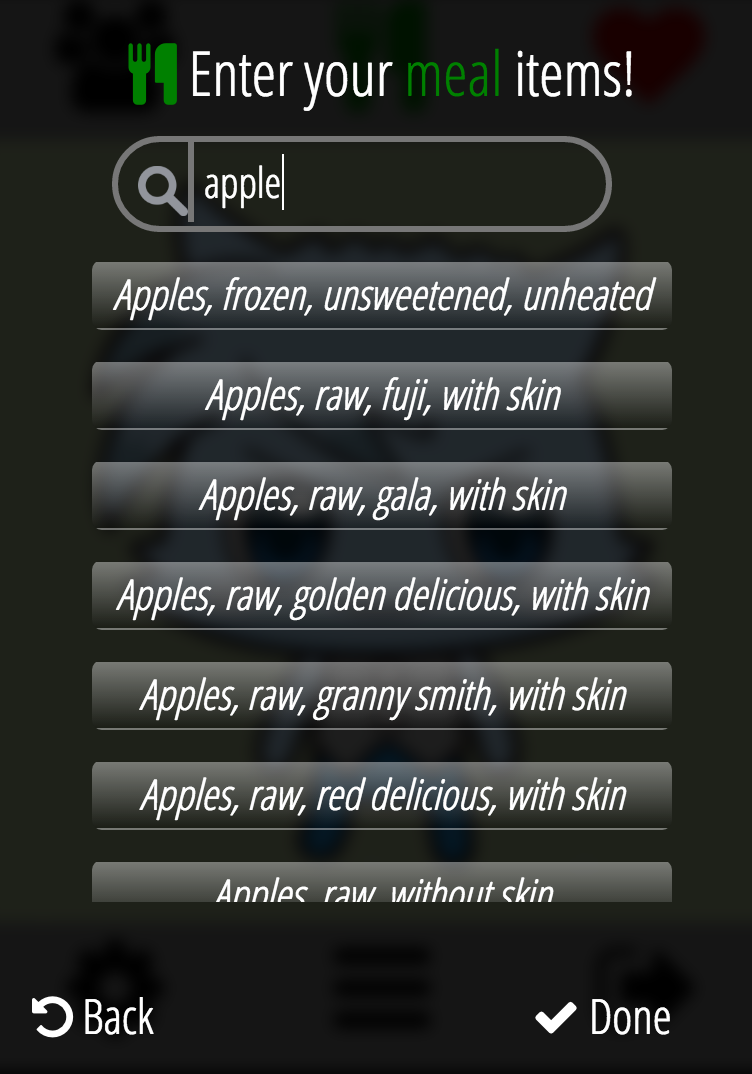 Enter your meal items!
apple
Apples, frozen, unsweetened, unheated
Apples, raw, fuji, with skin
Apples, raw, gala, with skin
Apples, raw, golden delicious, with skin
Apples, raw, granny smith, with skin
Apples, raw, red delicious, with skin
Apples, raw, without skin
Back
Done